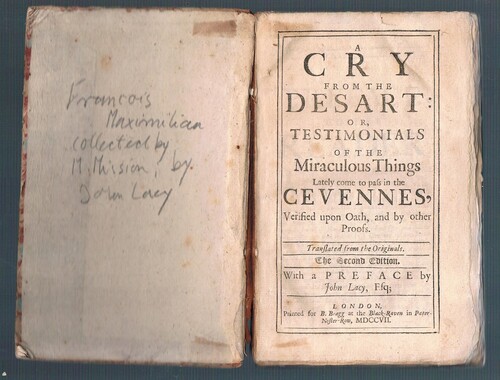 Francois
Maximilian
collected by
M. Mission, by
John Lacy
A
CRY
FROM THE
DESART:
OR,
TESTIMONIALS
OF THE
Miraculous Things
Lately come to paſs in the
CEVENNES,
Verified upon Oath, and by other
Proofs.
Tranſlated from the Originals.
The Second Edition.
With a PREFACE by
John Lacy, Eſq;
LONDON,
Printed for B. Bragg at the Black-Raven in Pater-
Noſter-Row, MDCCVII.